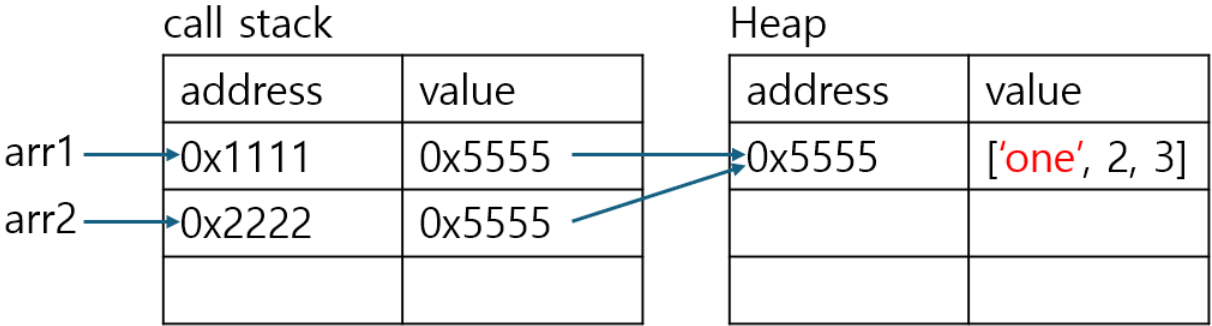 call stack Heap
address value address value
arr1 0x1111 0x5555 0x5555 [‘one’, 2, 3]
arr2 0x2222 0x5555